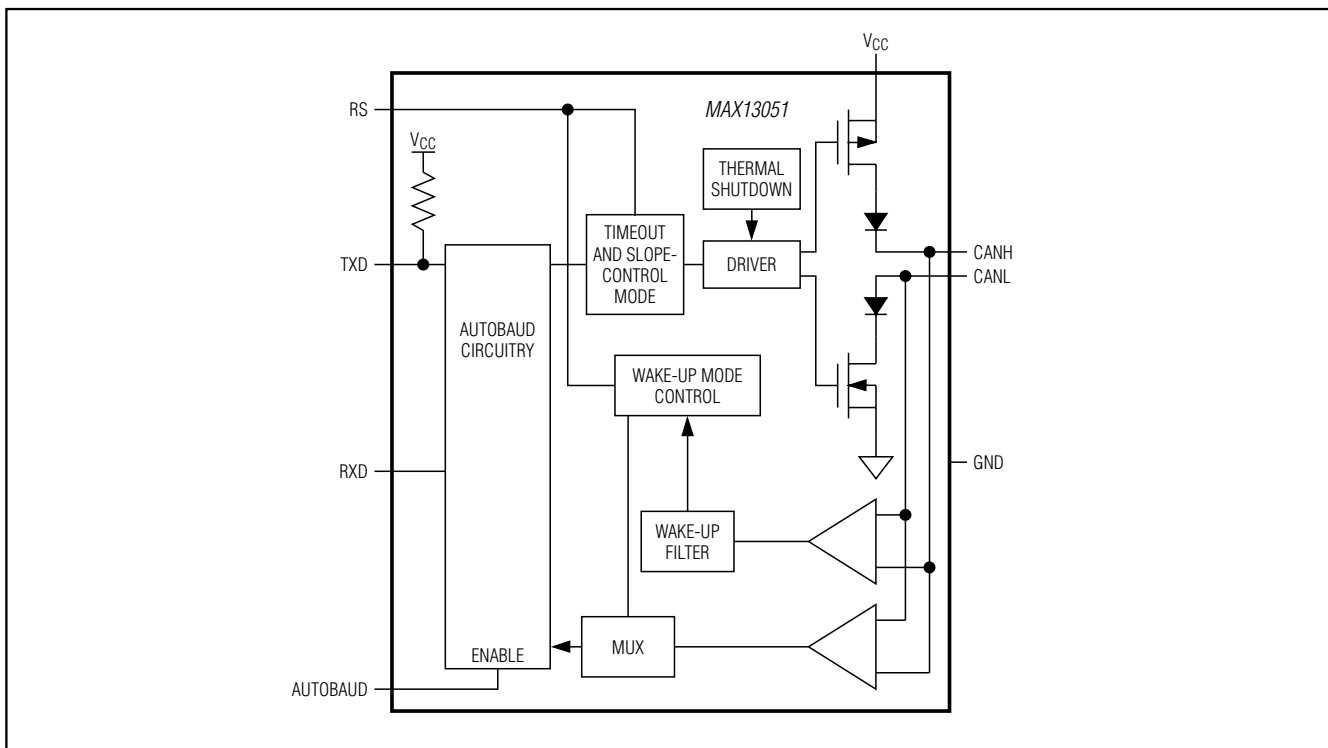 VCC
RS
MAX13051
VCC
THERMAL
SHUTDOWN
TIMEOUT
AND SLOPE-
CONTROL
MODE
DRIVER
CANH
TXD
CANL
AUTOBAUD
CIRCUITRY
WAKE-UP MODE
CONTROL
RXD
GND
WAKE-UP
FILTER
MUX
ENABLE
AUTOBAUD